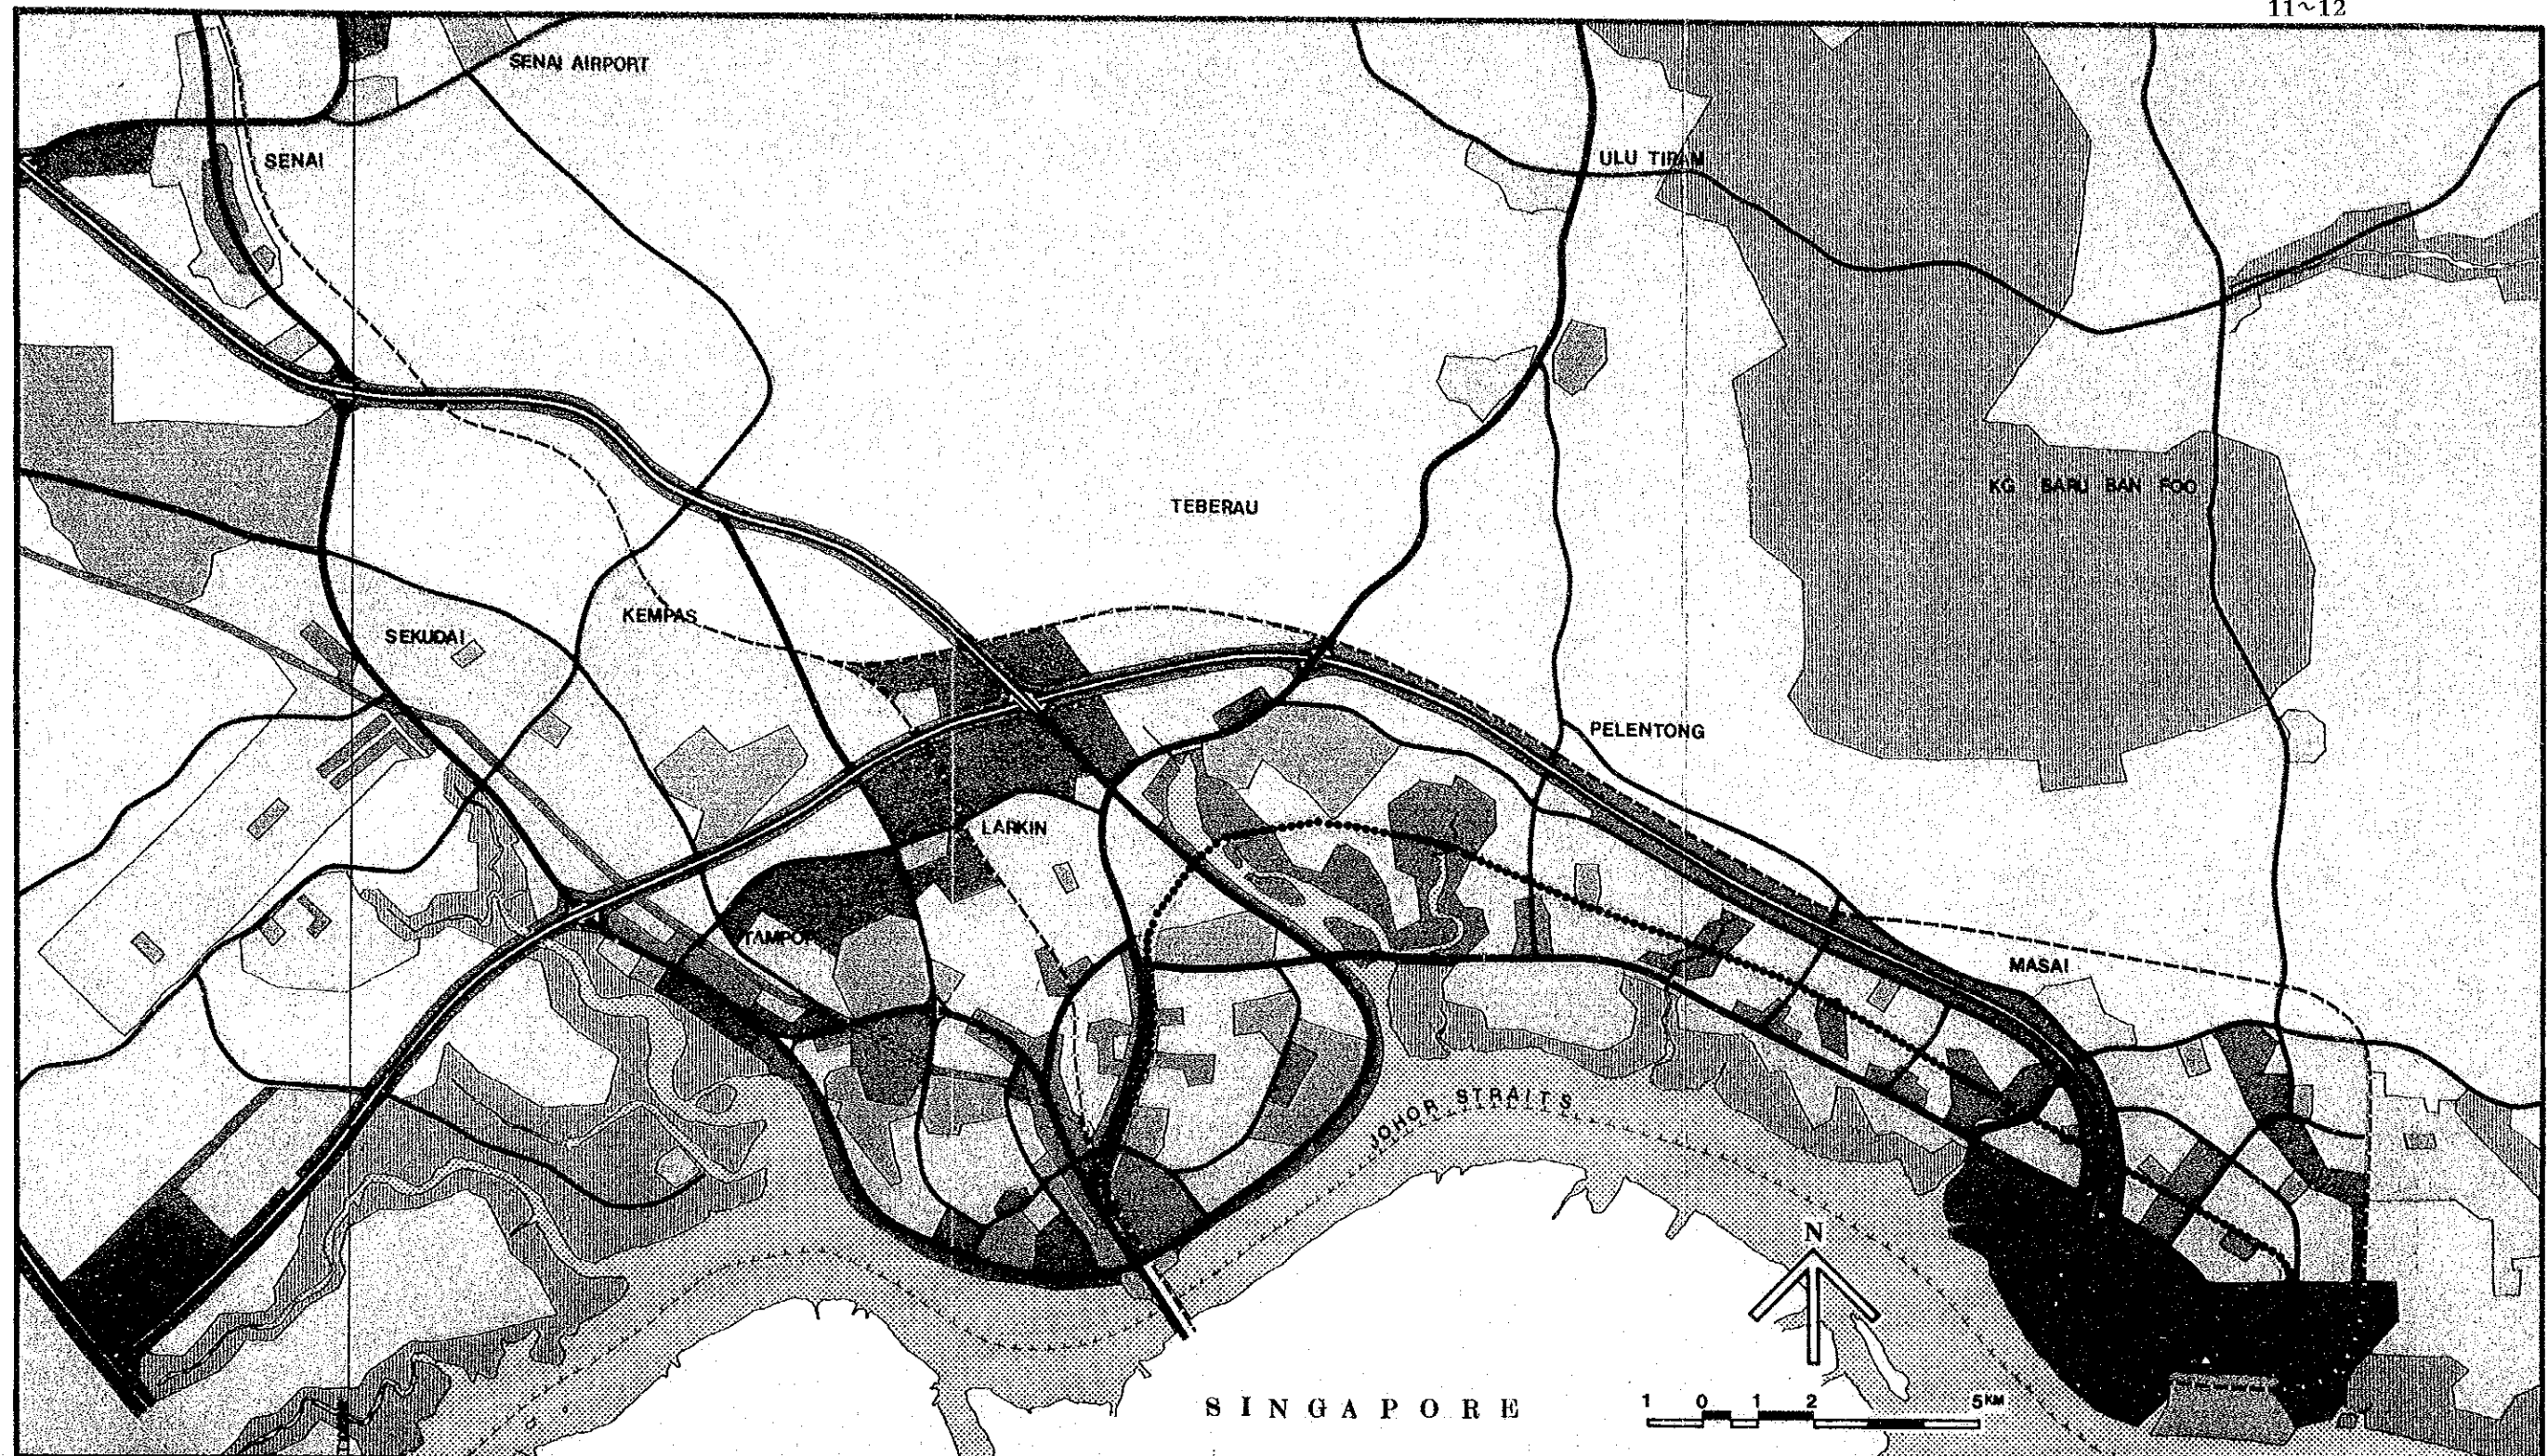 11~12
SENAI AIRPORT
SENAI
ULU TIRAM
KG BARU BAN FOO
TEBERAU
KEMPAS
SEKUDAI
PELENTONG
LARKIN
TAMPOI
MASAI
JOHOR STRAITS
N
SINGAPORE
1 0 1 2 5KM